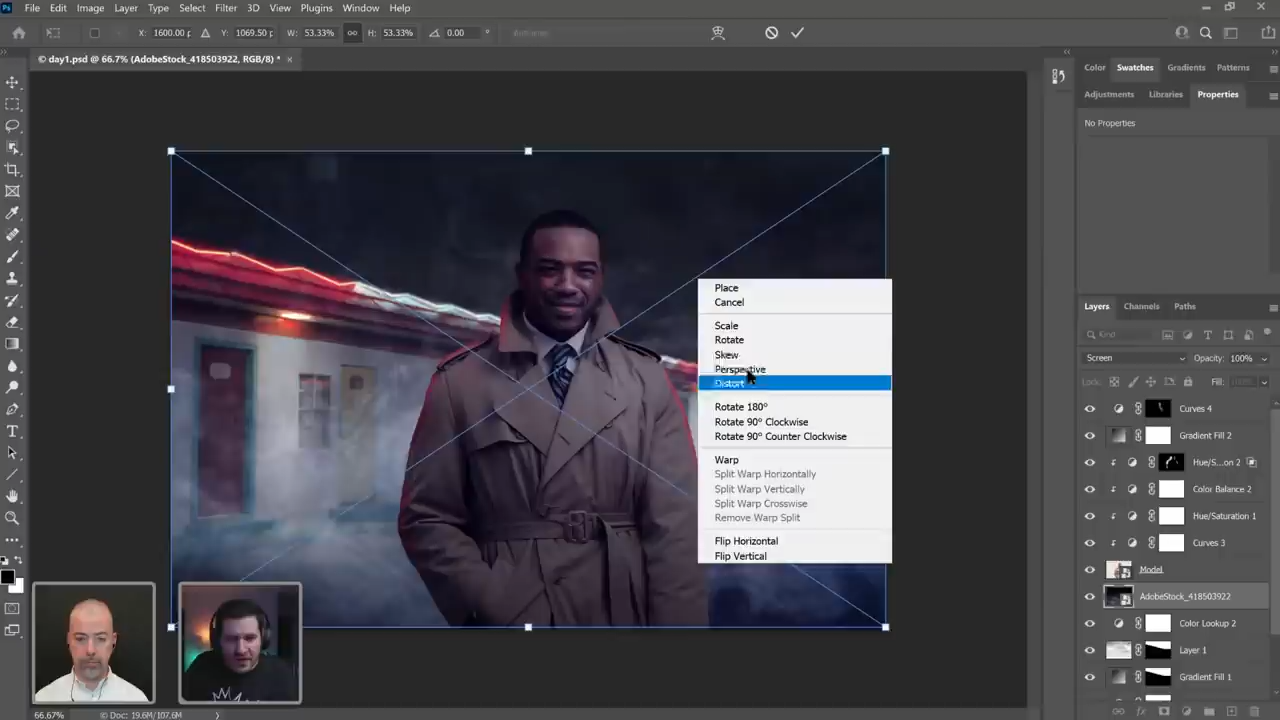 Ps File Edit Image Layer Type Select Filter 3D View Plugins Window Help
X: 1600.00 p Y: 1069.50 p W: 53.33% H: 53.33% 0.00 °
© day1.psd @ 66.7% (AdobeStock_418503922, RGB/8) * ×
Color Swatches Gradients Patterns
Adjustments Libraries Properties
No Properties
Place
Cancel
Scale
Rotate
Skew
Perspective
Distort
Rotate 180°
Rotate 90° Clockwise
Rotate 90° Counter Clockwise
Warp
Split Warp Horizontally
Split Warp Vertically
Split Warp Crosswise
Remove Warp Split
Flip Horizontal
Flip Vertical
Layers Channels Paths
Kind
Screen Opacity: 100%
Lock: Fill:
Curves 4
Gradient Fill 2
Hue/S...on 2
Color Balance 2
Hue/Saturation 1
Curves 3
Model
AdobeStock_418503922
Color Lookup 2
Layer 1
Gradient Fill 1
66.67% © Doc: 19.6M/107.6M